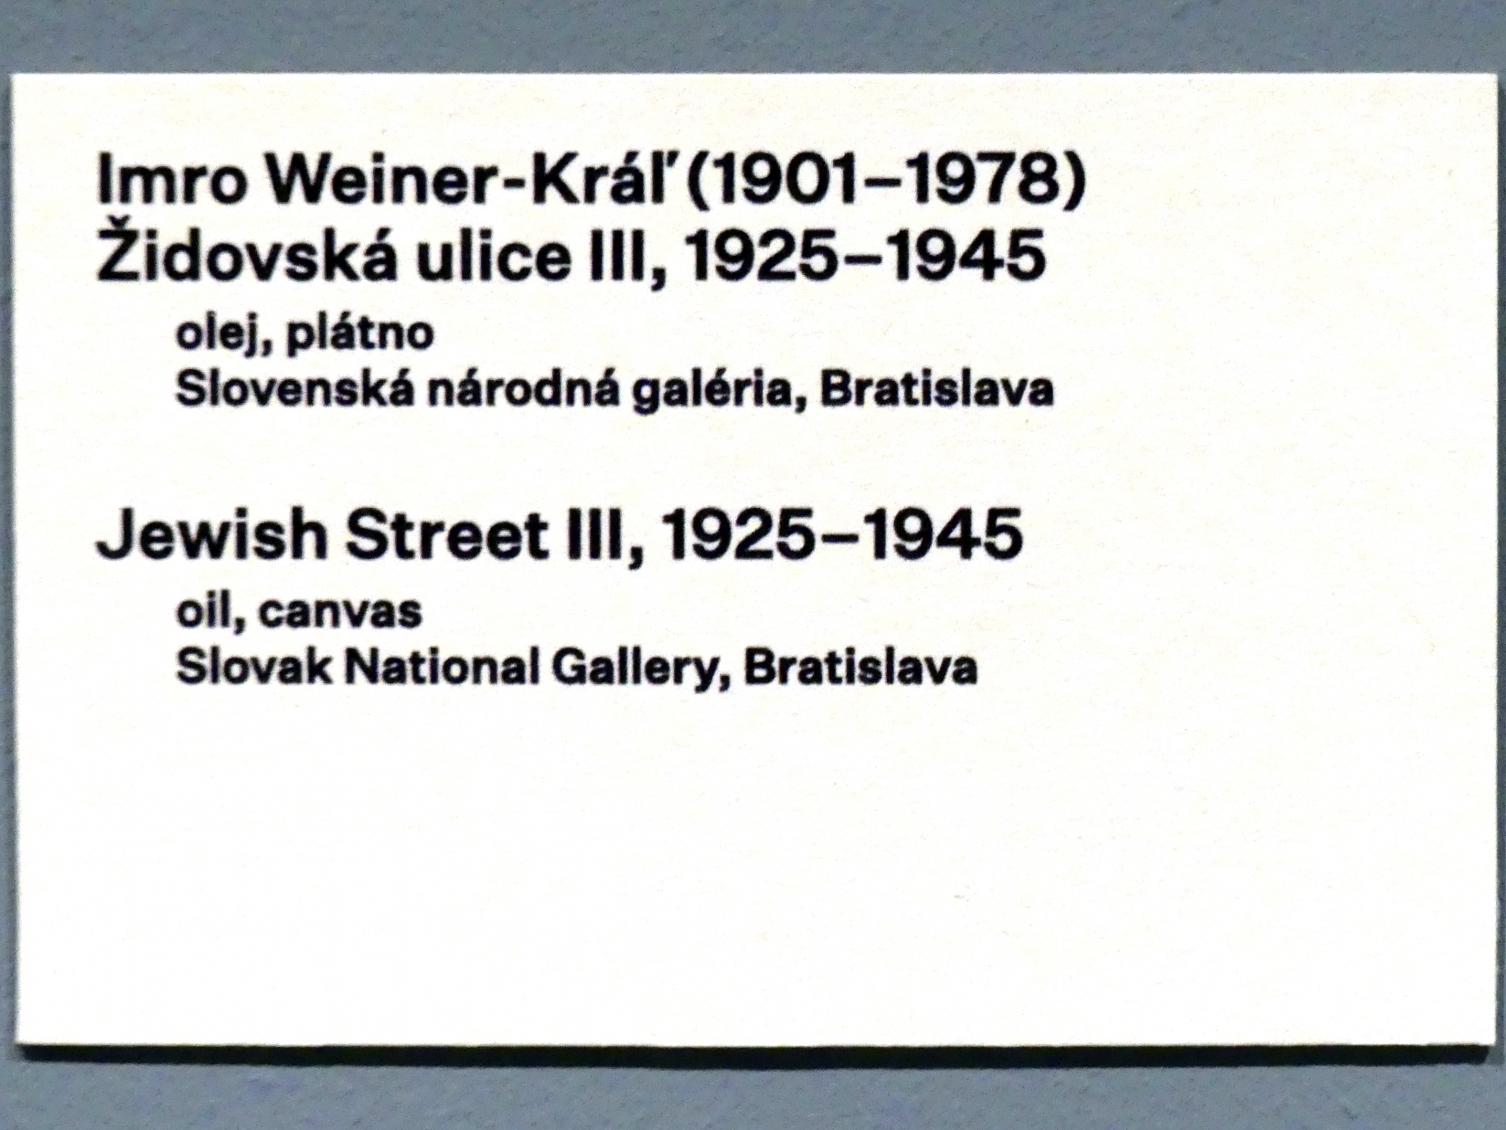 Imro Weiner-Kráľ (1901–1978)
Židovská ulice III, 1925–1945
olej, plátno
Slovenská národná galéria, Bratislava
Jewish Street III, 1925–1945
oil, canvas
Slovak National Gallery, Bratislava